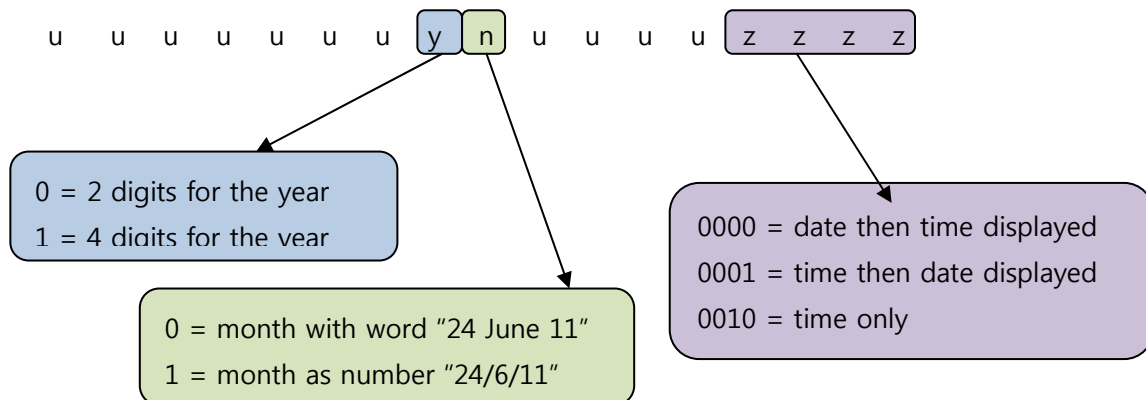 u u u u u u u y n u u u u z z z z
0 = 2 digits for the year
1 = 4 digits for the year
0000 = date then time displayed
0001 = time then date displayed
0010 = time only
0 = month with word "24 June 11"
1 = month as number "24/6/11"